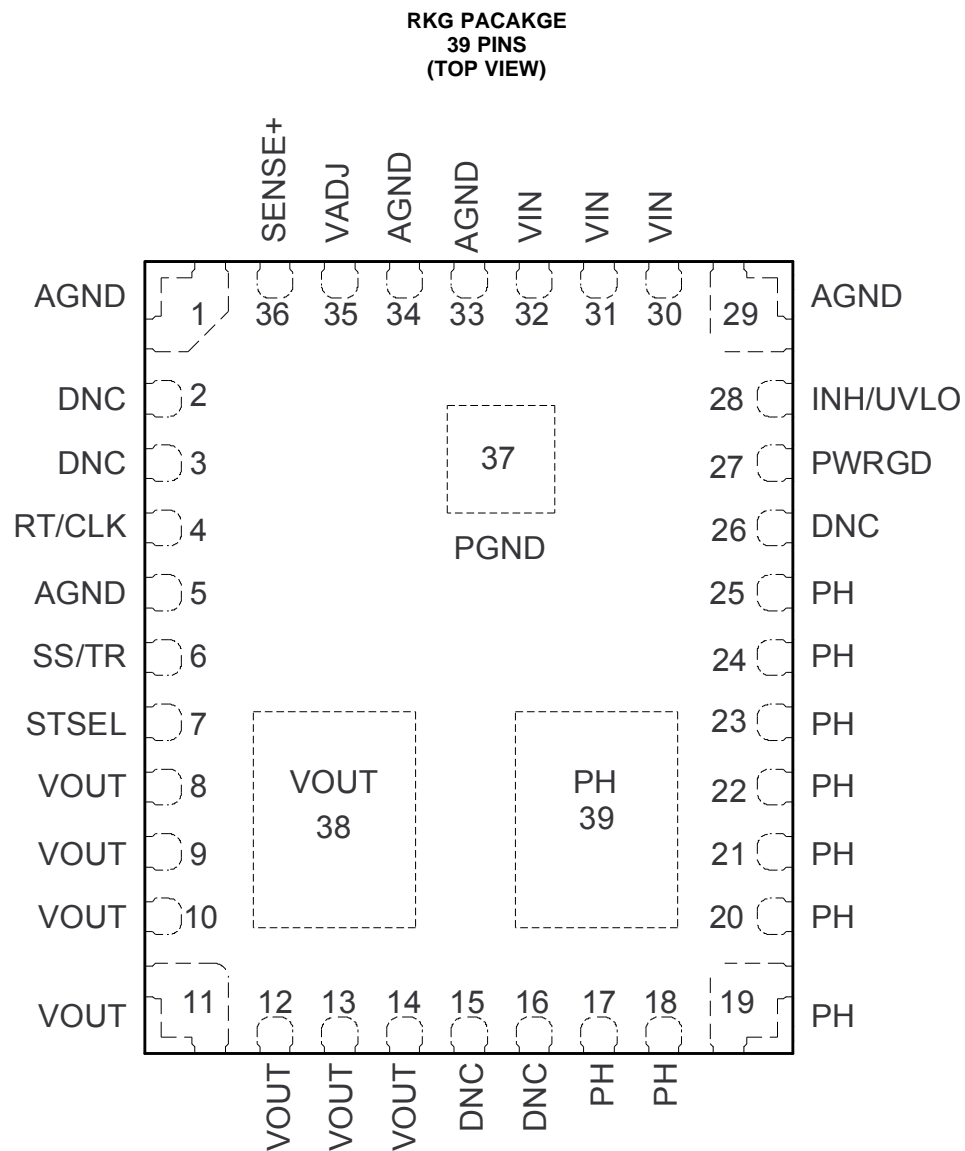 RKG PACAKGE
39 PINS
(TOP VIEW)
SENSE+
VADJ
AGND
AGND
VIN
VIN
VIN
AGND
1
36
35
34
33
32
31
30
29
AGND
DNC
2
28
INH/UVLO
DNC
3
37
27
PWRGD
RT/CLK
4
PGND
26
DNC
AGND
5
25
PH
SS/TR
6
24
PH
STSEL
7
23
PH
VOUT
8
VOUT
38
PH
39
22
PH
VOUT
9
21
PH
VOUT
10
20
PH
VOUT
11
12
13
14
15
16
17
18
19
PH
VOUT
VOUT
VOUT
DNC
DNC
PH
PH